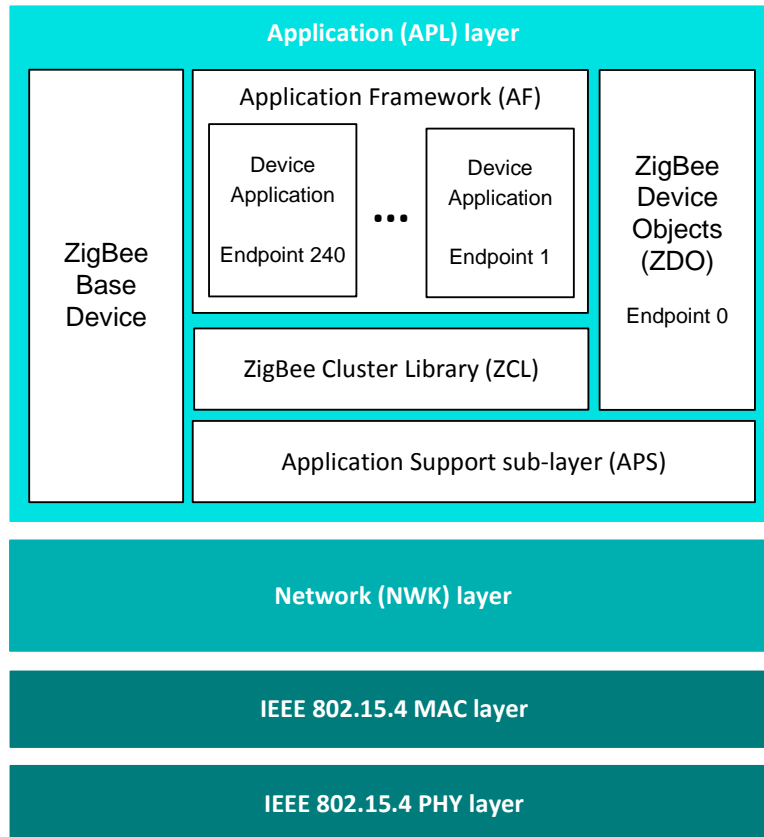 Application (APL) layer
ZigBee
Base
Device
Application Framework (AF)
Device
Application
Endpoint 240
...
Device
Application
Endpoint 1
ZigBee
Device
Objects
(ZDO)
Endpoint 0
ZigBee Cluster Library (ZCL)
Application Support sub-layer (APS)
Network (NWK) layer
IEEE 802.15.4 MAC layer
IEEE 802.15.4 PHY layer